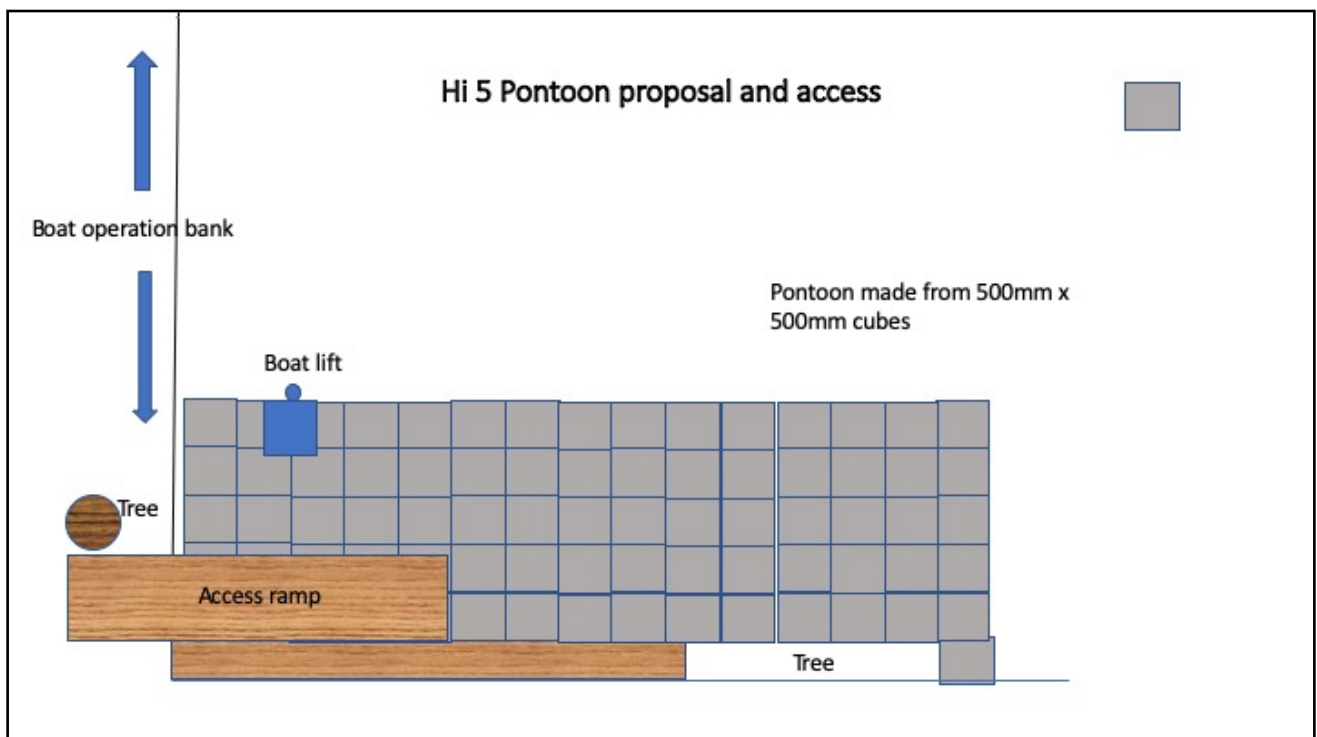 Hi 5 Pontoon proposal and access
Boat operation bank
Pontoon made from 500mm x
500mm cubes
Boat lift
Tree
Access ramp
Tree